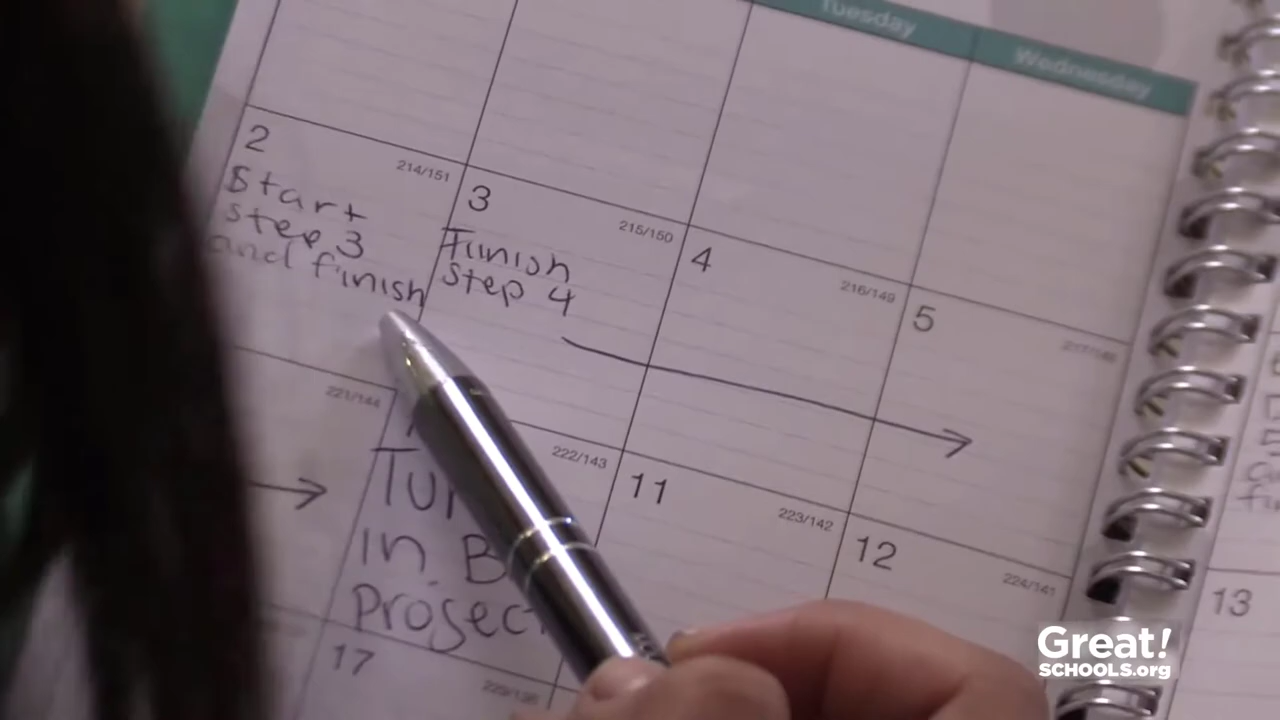 Tuesday
Wednesday
2
214/151
Start
step 3
and finish
3
215/150
Finish
Step 4
4
216/149
5
221/144
222/143
Tur
in B
Project
11
223/142
12
224/141
13
17
Great!
SCHOOLS.org